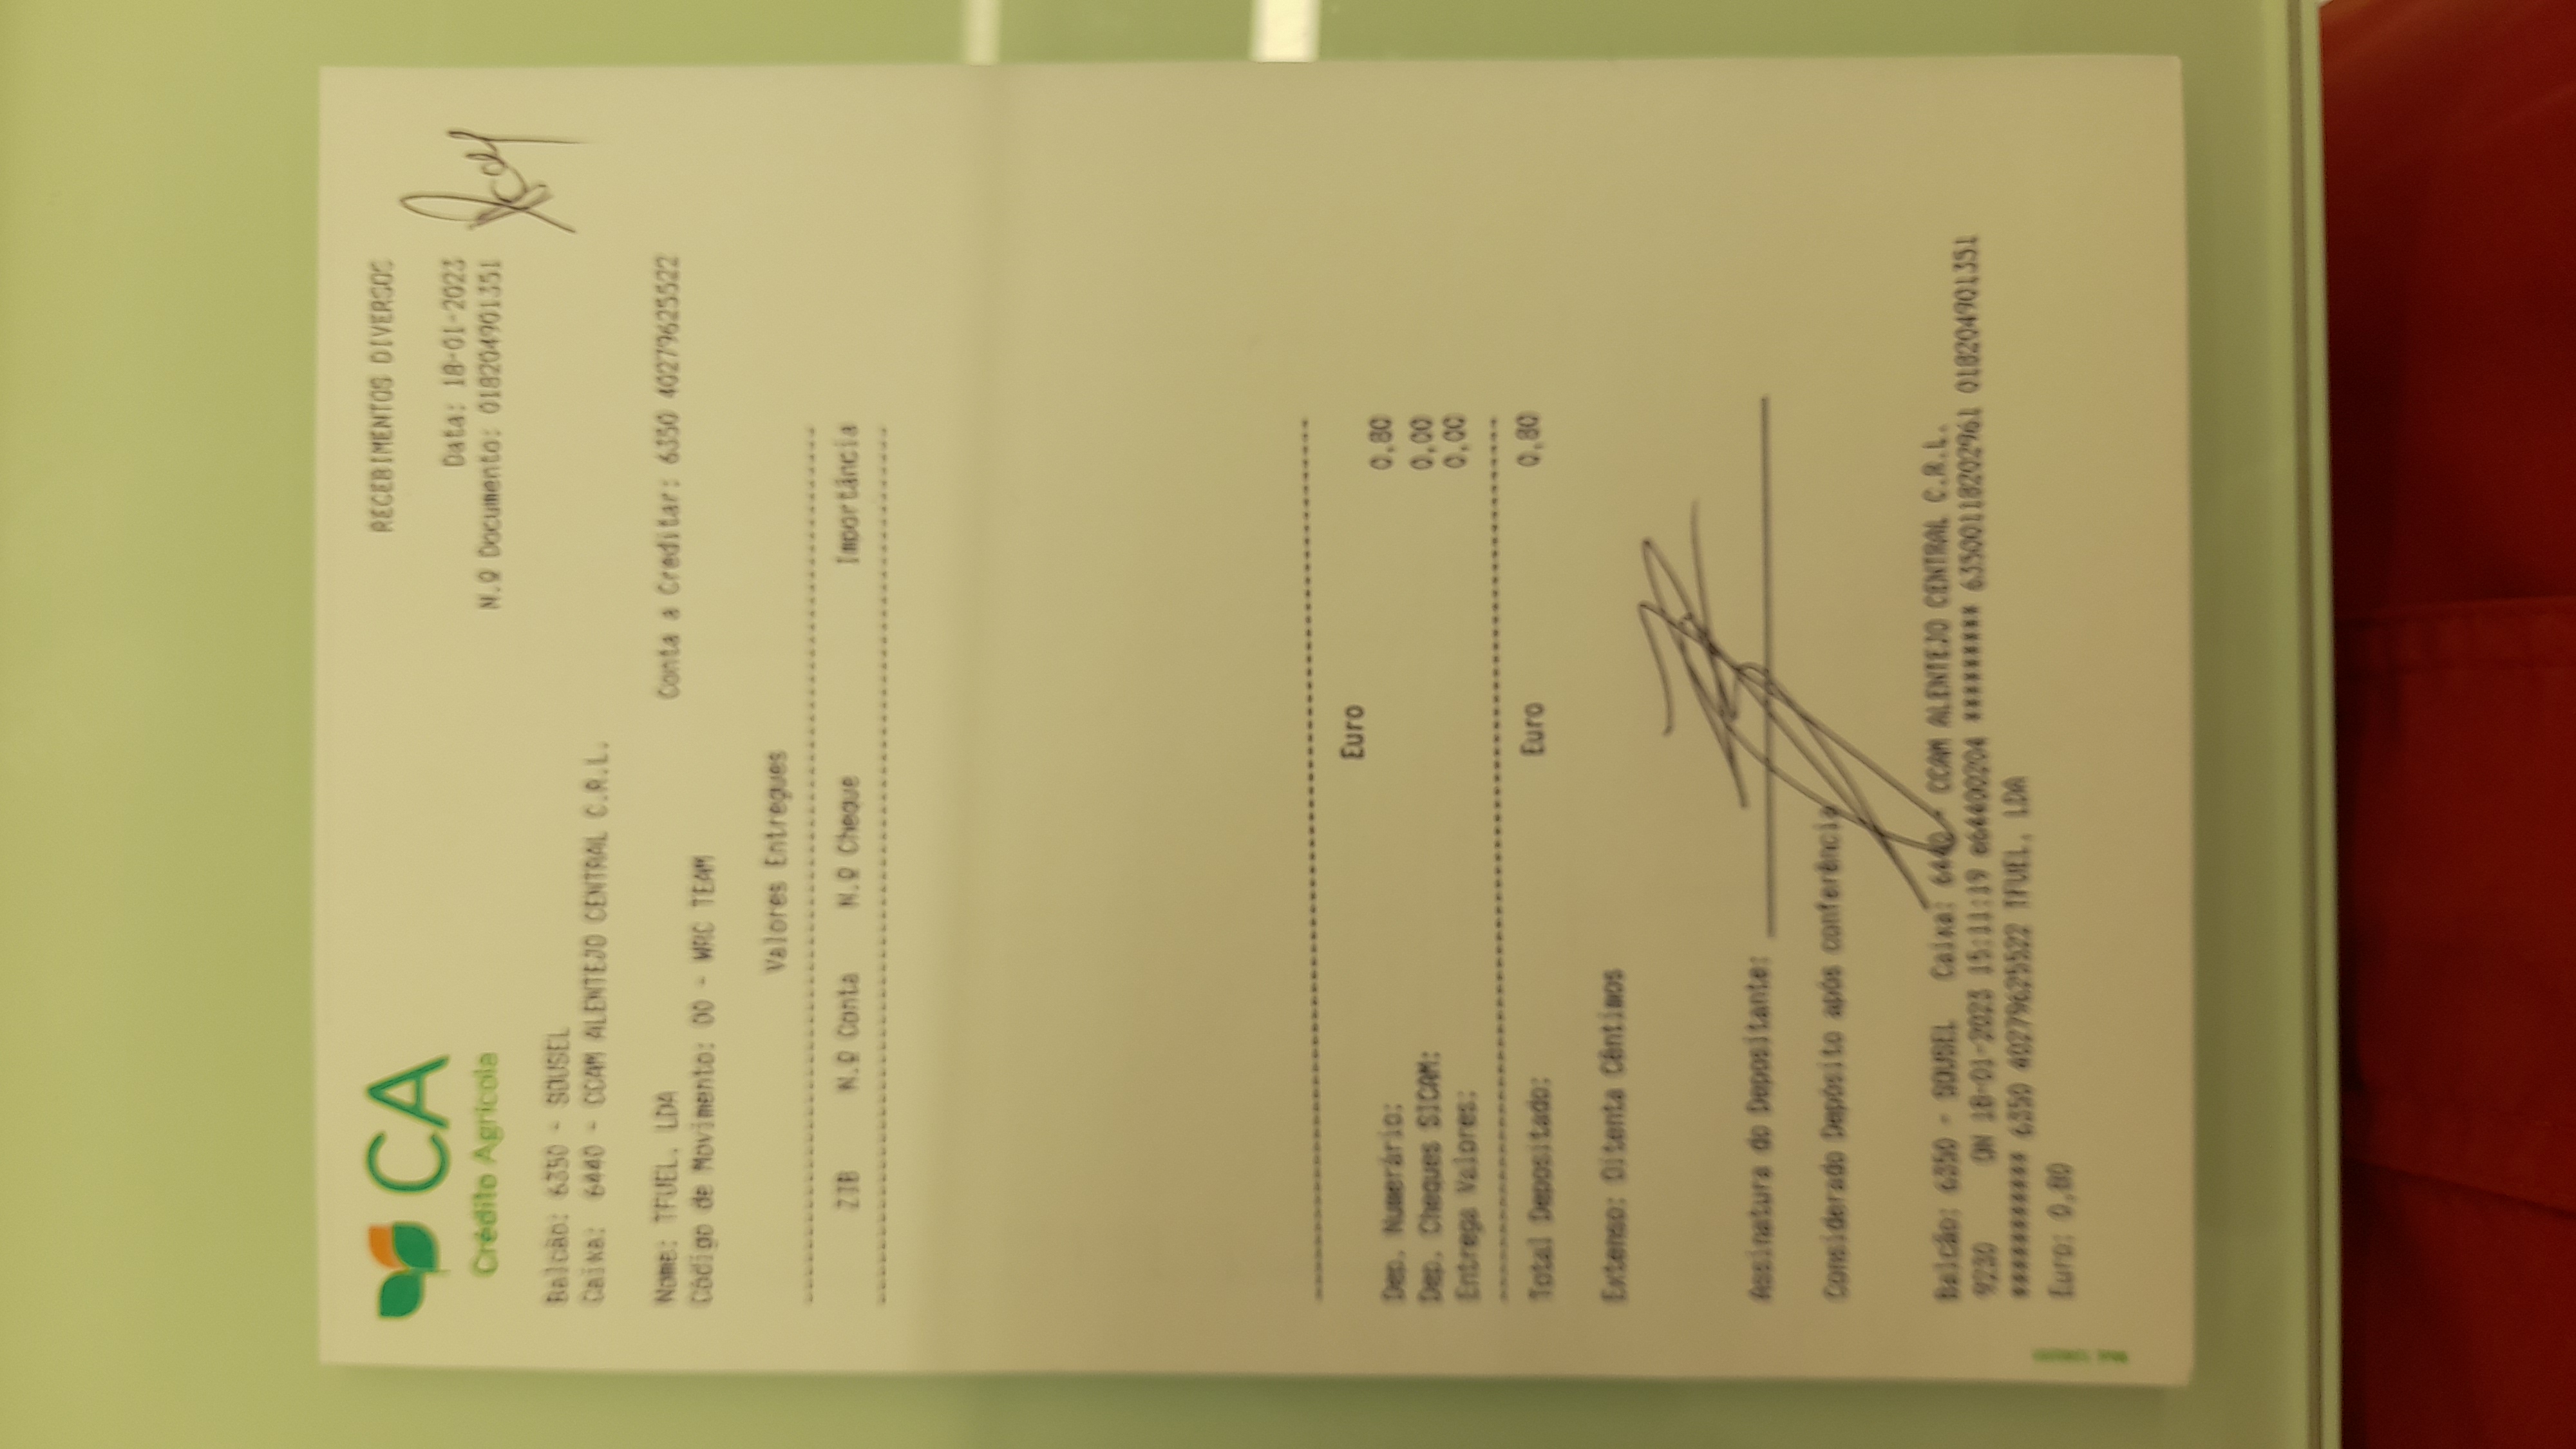 CA
Crédito Agrícola
RECEBIMENTOS DIVERSOS
Data: 18-01-2023
N.º Documento: 018204901351
Balcão: 6350 - SOUSEL
Caixa: 6440 - CCAM ALENTEJO CENTRAL C.R.L.
Nome: TFUEL, LDA Conta a Creditar: 6350 40279625522
Código de Movimento: DO - WRC TEAM
Valores Entregues
ZIB N.º Conta N.º Cheque Importância
Euro
Dep. Numerário: 0,80
Dep. Cheques SICAM: 0,00
Entrega Valores: 0,00
Total Depositado: Euro 0,80
Extenso: Oitenta Cêntimos
Assinatura do Depositante:
Considerado Depósito após conferência
Balcão: 6350 - SOUSEL Caixa: 6440 - CCAM ALENTEJO CENTRAL C.R.L.
9230 ON 18-01-2023 15:11:19 e64400204 ******** 63500118202961018204901351
*********** 6350 40279625522 TFUEL, LDA
Euro: 0,80